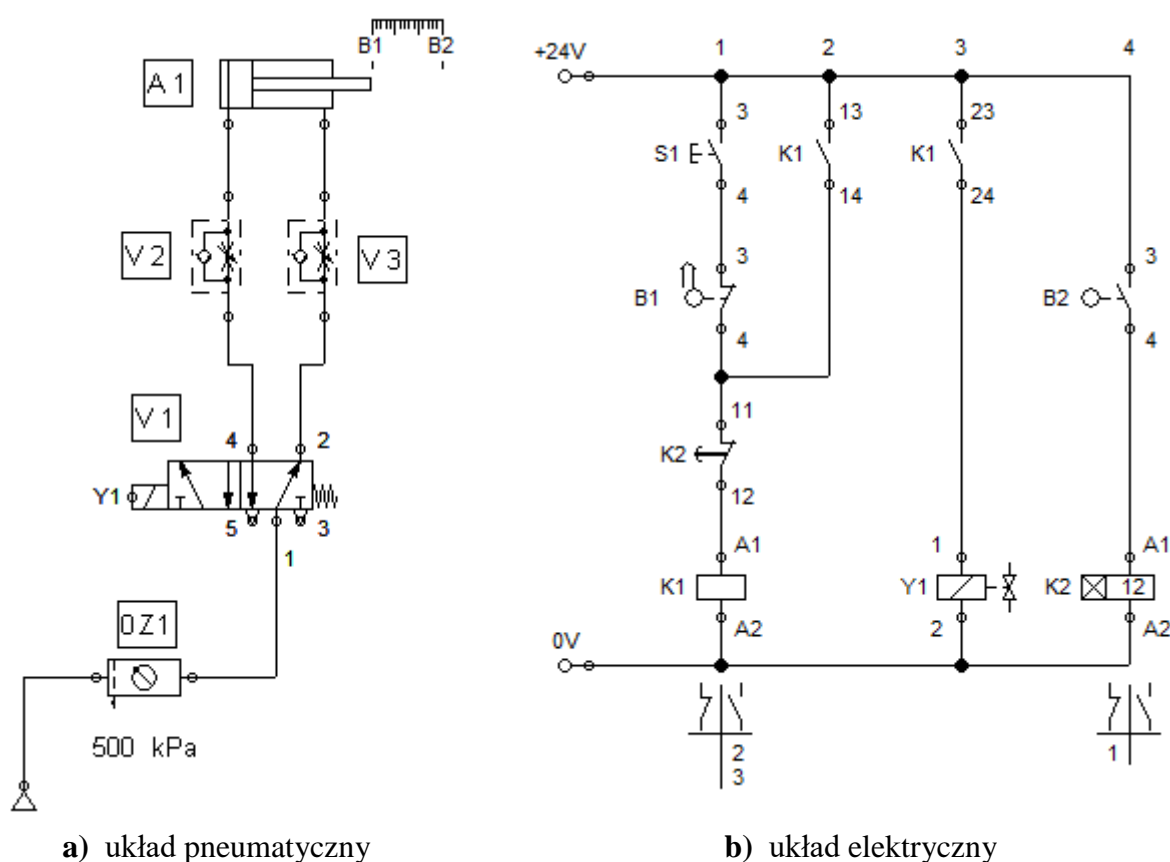 B1 B2
A1
V2 V3
V1
4 2
Y1
5 3
1
0Z1
500 kPa
a) układ pneumatyczny
1 2 3 4
+24V
3 13 23
S1 K1 K1
4 14 24
3 3
B1 B2
4 4
11
K2
12
A1 1 A1
K1 Y1 K2 12
A2 2 A2
0V
2 1
3
b) układ elektryczny